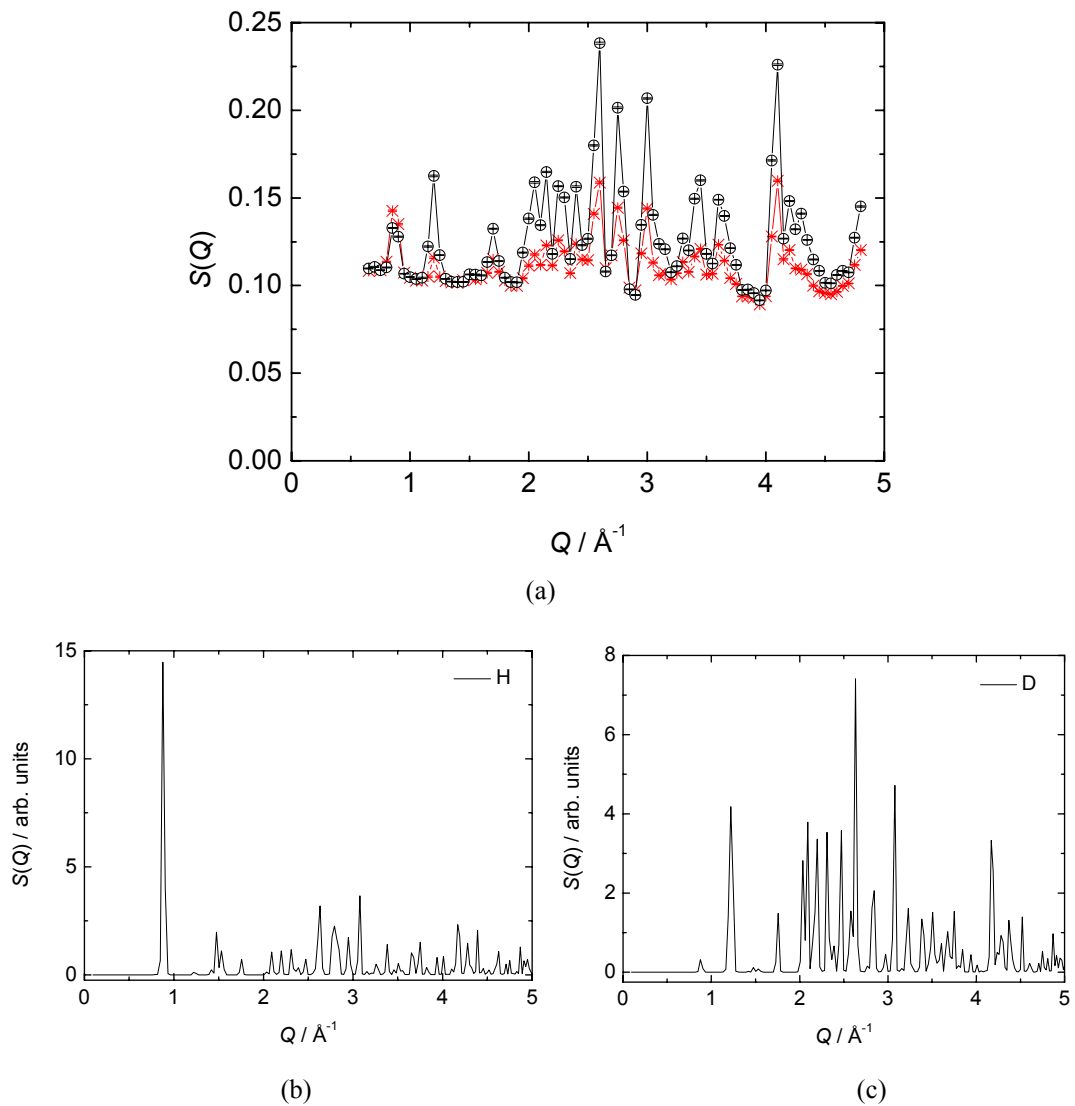 0.25
0.20
0.15
0.10
0.05
0.00
S(Q)
0 1 2 3 4 5
Q / Å⁻¹
(a)
15
10
5
0
S(Q) / arb. units
H
0 1 2 3 4 5
Q / Å⁻¹
(b)
8
6
4
2
0
S(Q) / arb. units
D
0 1 2 3 4 5
Q / Å⁻¹
(c)